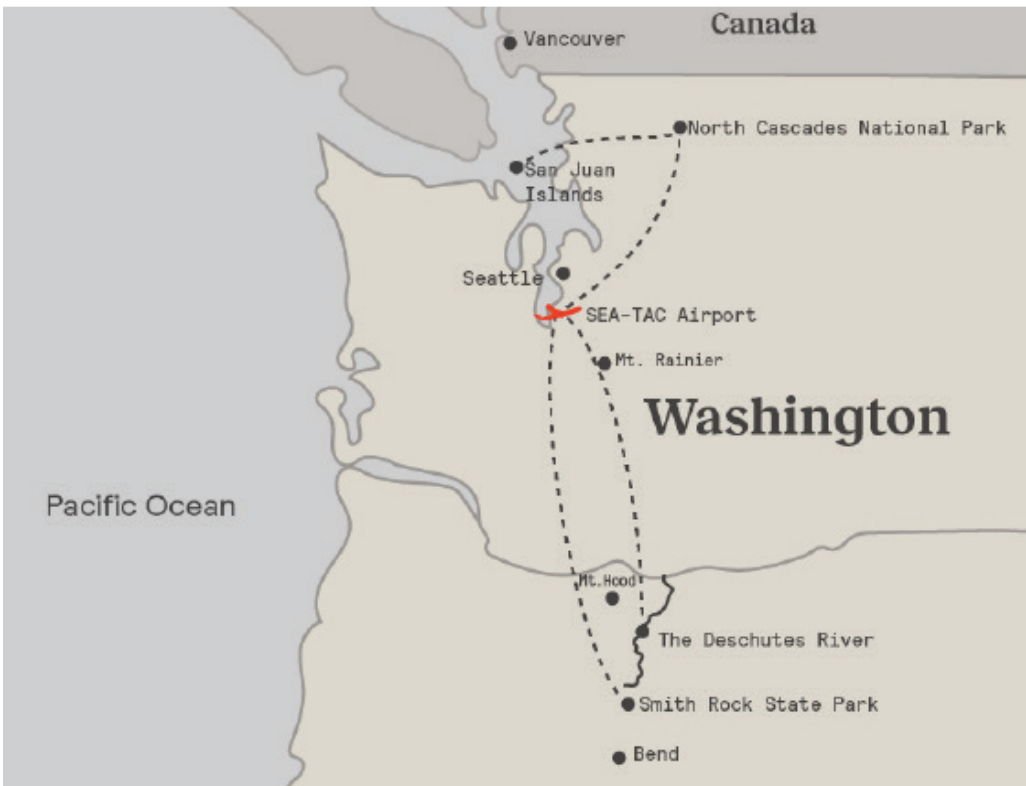 Canada
Vancouver
North Cascades National Park
San Juan
Islands
Seattle
SEA-TAC Airport
Mt. Rainier
Washington
Pacific Ocean
Mt.Hood
The Deschutes River
Smith Rock State Park
Bend